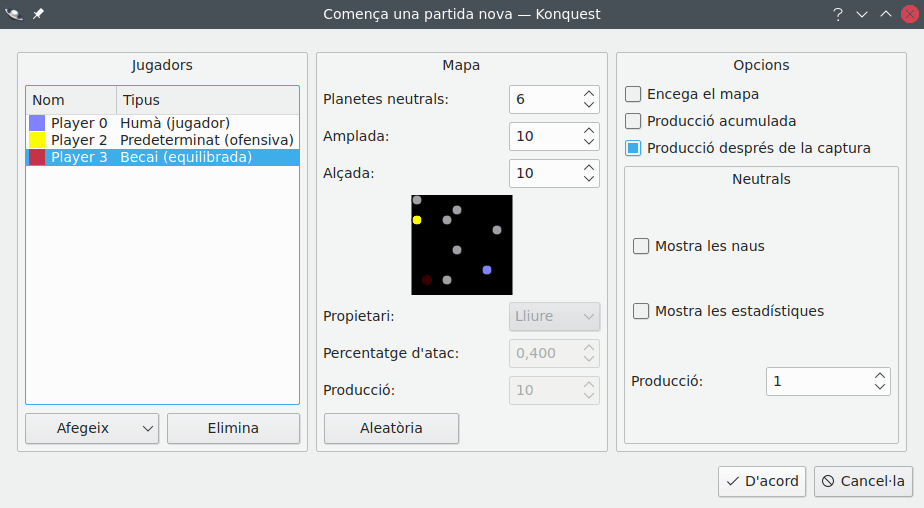 Comença una partida nova — Konquest
Jugadors
Nom Tipus
Player 0 Humà (jugador)
Player 2 Predeterminat (ofensiva)
Player 3 Becai (equilibrada)
Afegeix Elimina
Mapa
Planetes neutrals: 6
Amplada: 10
Alçada: 10
Propietari: Lliure
Percentatge d'atac: 0,400
Producció: 10
Aleatòria
Opcions
Encega el mapa
Producció acumulada
Producció després de la captura
Neutrals
Mostra les naus
Mostra les estadístiques
Producció: 1
D'acord Cancel·la